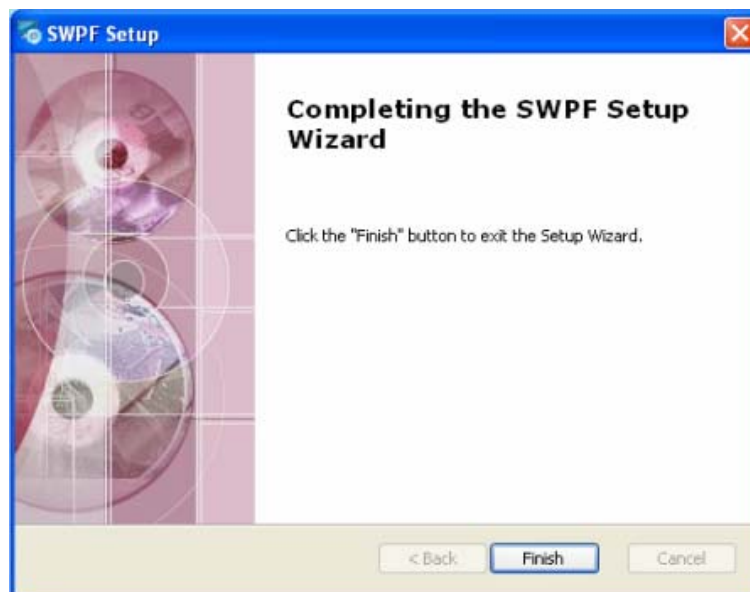 SWPF Setup
Completing the SWPF Setup
Wizard
Click the "Finish" button to exit the Setup Wizard.
< Back
Finish
Cancel